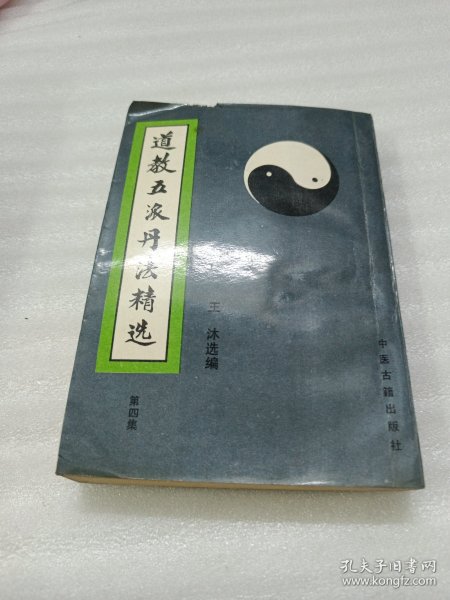 道教五派丹法精选
第四集
王沐选编
中医古籍出版社
孔夫子旧书网
www.kongfz.com